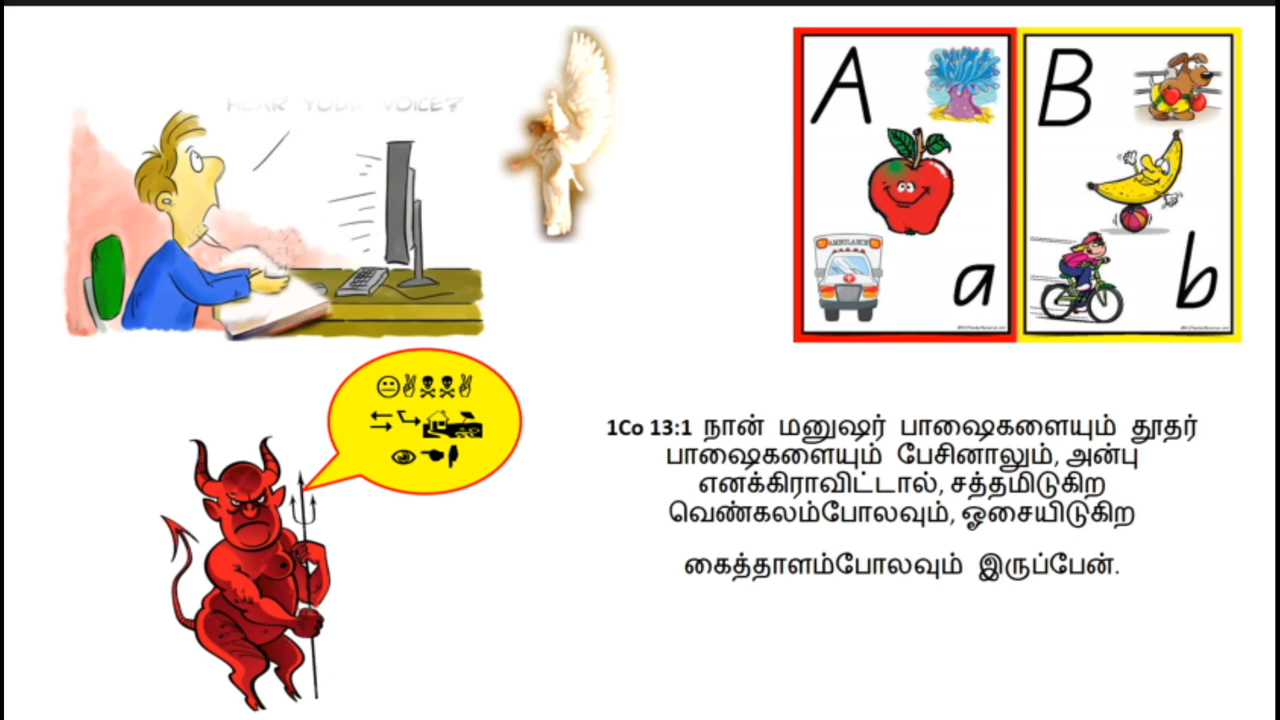 HEAR YOUR VOICE?
A
B
AMBULANCE
a
b
1Co 13:1 நான் மனுஷர் பாஷைகளையும் தூதர்
பாஷைகளையும் பேசினாலும், அன்பு
எனக்கிராவிட்டால், சத்தமிடுகிற
வெண்கலம்போலவும், ஓசையிடுகிற
கைத்தாளம்போலவும் இருப்பேன்.